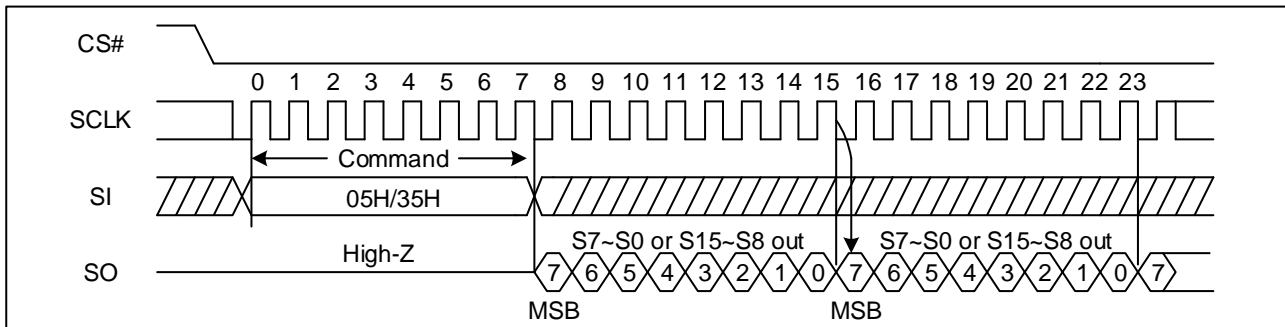 CS#
0 1 2 3 4 5 6 7 8 9 10 11 12 13 14 15 16 17 18 19 20 21 22 23
SCLK
Command
SI
05H/35H
High-Z
S7~S0 or S15~S8 out S7~S0 or S15~S8 out
SO
7 6 5 4 3 2 1 0 7 6 5 4 3 2 1 0 7
MSB MSB